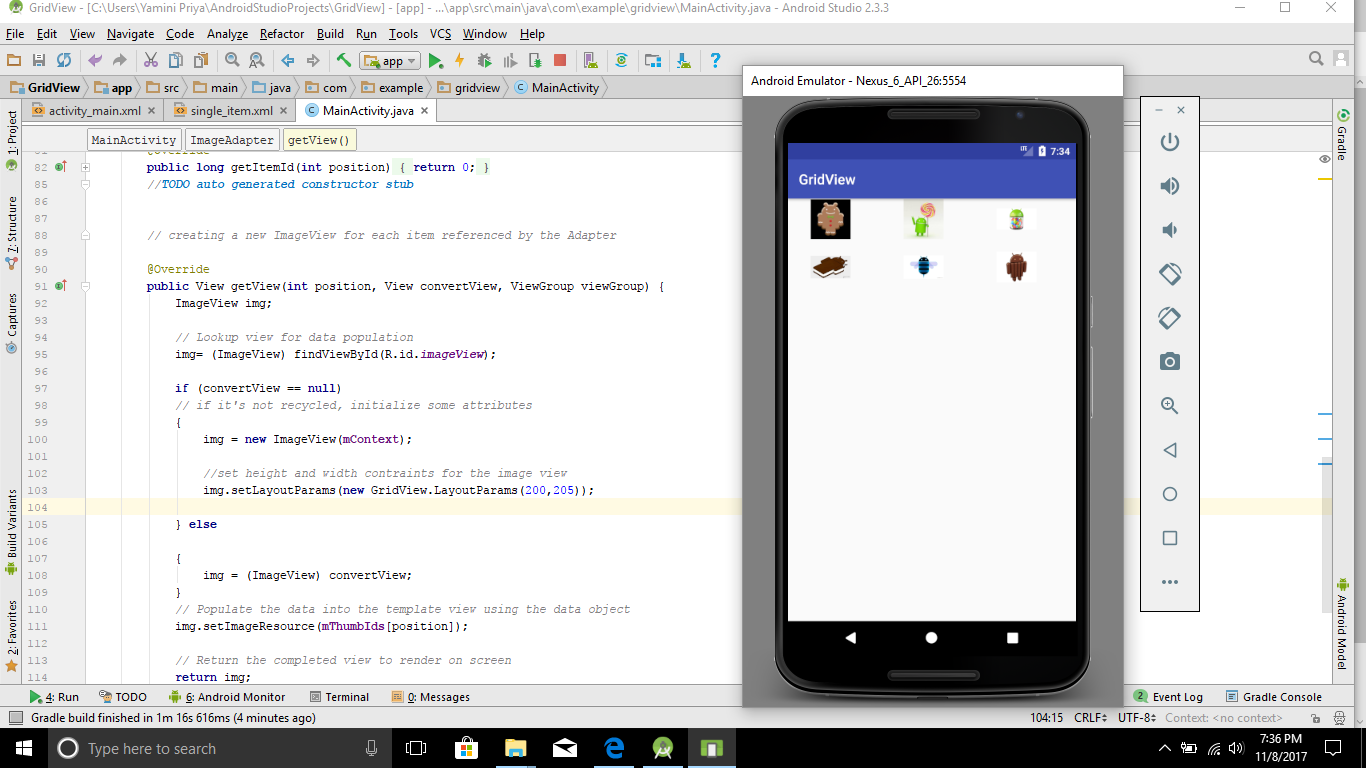 GridView - [C:\Users\Yamini Priya\AndroidStudioProjects\GridView] - [app] - ...\app\src\main\java\com\example\gridview\MainActivity.java - Android Studio 2.3.3
File Edit View Navigate Code Analyze Refactor Build Run Tools VCS Window Help
app
GridView app src main java com example gridview MainActivity
activity_main.xml single_item.xml MainActivity.java
MainActivity ImageAdapter getView()
81 @Override
82 public long getItemId(int position) { return 0; }
85 //TODO auto generated constructor stub
86
87
88 // creating a new ImageView for each item referenced by the Adapter
89
90 @Override
91 public View getView(int position, View convertView, ViewGroup viewGroup) {
92 ImageView img;
93
94 // Lookup view for data population
95 img= (ImageView) findViewById(R.id.imageView);
96
97 if (convertView == null)
98 // if it's not recycled, initialize some attributes
99 {
100 img = new ImageView(mContext);
101
102 //set height and width contraints for the image view
103 img.setLayoutParams(new GridView.LayoutParams(200,205));
104
105 } else
106
107 {
108 img = (ImageView) convertView;
109 }
110 // Populate the data into the template view using the data object
111 img.setImageResource(mThumbIds[position]);
112
113 // Return the completed view to render on screen
114 return img;
1: Project
7: Structure
Captures
Build Variants
2: Favorites
Android Emulator - Nexus_6_API_26:5554
7:34
GridView
Gradle
Android Model
4: Run TODO 6: Android Monitor Terminal 0: Messages 2 Event Log Gradle Console
Gradle build finished in 1m 16s 616ms (4 minutes ago) 104:15 CRLF UTF-8 Context: <no context>
Type here to search
7:36 PM
11/8/2017